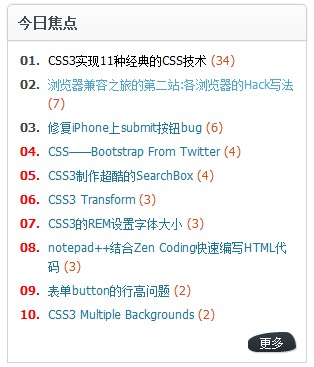 今日焦点
01. CSS3实现11种经典的CSS技术 (34)
02. 浏览器兼容之旅的第二站:各浏览器的Hack写法
(7)
03. 修复iPhone上submit按钮bug (6)
04. CSS——Bootstrap From Twitter (4)
05. CSS3制作超酷的SearchBox (4)
06. CSS3 Transform (3)
07. CSS3的REM设置字体大小 (3)
08. notepad++结合Zen Coding快速编写HTML代
码 (3)
09. 表单button的行高问题 (2)
10. CSS3 Multiple Backgrounds (2)
更多